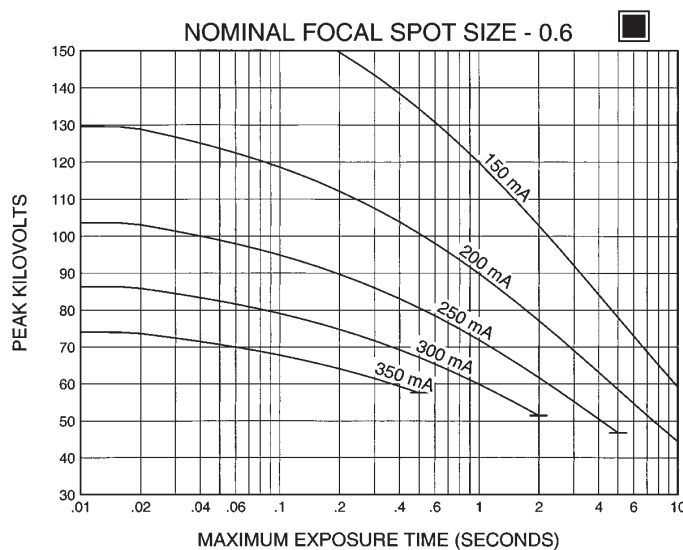 NOMINAL FOCAL SPOT SIZE - 0.6
150
140
130
120
110
100
90
80
70
60
50
40
30
PEAK KILOVOLTS
150 mA
200 mA
250 mA
300 mA
350 mA
.01 .02 .04 .06 .1 .2 .4 .6 1 2 4 6 10
MAXIMUM EXPOSURE TIME (SECONDS)